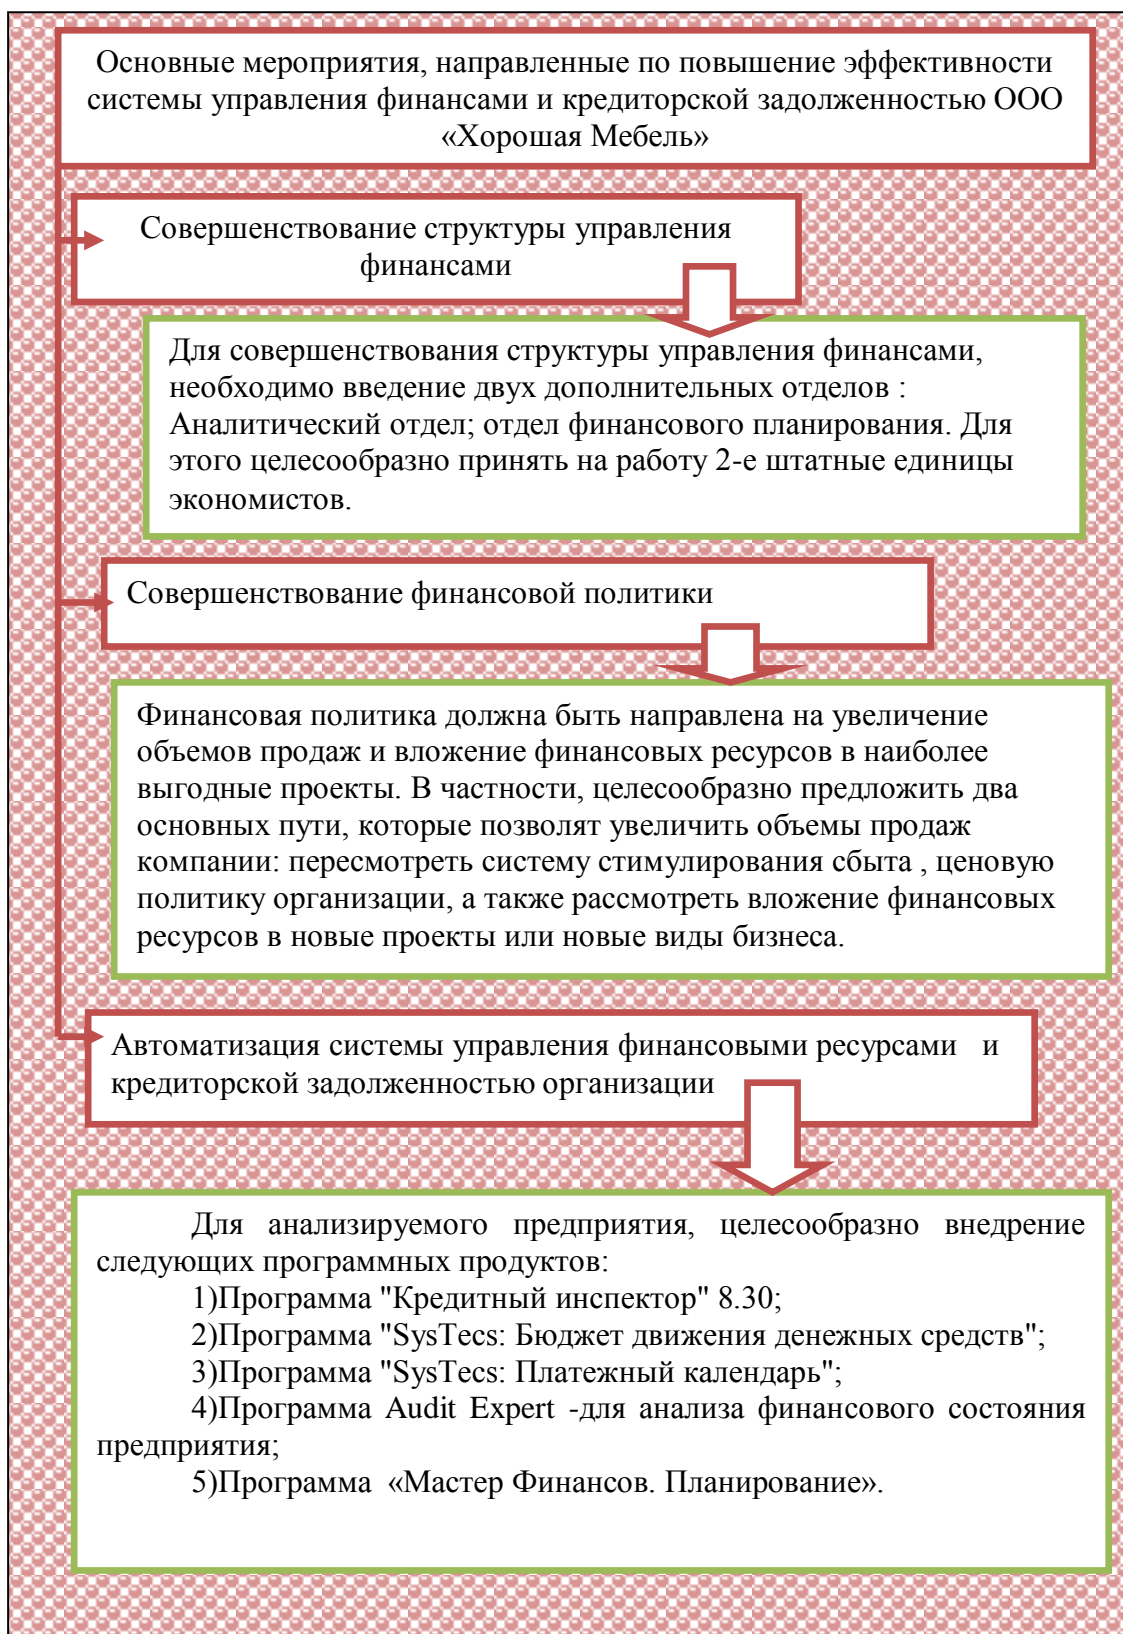 Основные мероприятия, направленные по повышение эффективности
системы управления финансами и кредиторской задолженностью ООО
«Хорошая Мебель»
Совершенствование структуры управления
финансами
Для совершенствования структуры управления финансами,
необходимо введение двух дополнительных отделов :
Аналитический отдел; отдел финансового планирования. Для
этого целесообразно принять на работу 2-е штатные единицы
экономистов.
Совершенствование финансовой политики
Финансовая политика должна быть направлена на увеличение
объемов продаж и вложение финансовых ресурсов в наиболее
выгодные проекты. В частности, целесообразно предложить два
основных пути, которые позволят увеличить объемы продаж
компании: пересмотреть систему стимулирования сбыта , ценовую
политику организации, а также рассмотреть вложение финансовых
ресурсов в новые проекты или новые виды бизнеса.
Автоматизация системы управления финансовыми ресурсами и
кредиторской задолженностью организации
Для анализируемого предприятия, целесообразно внедрение
следующих программных продуктов:
1)Программа "Кредитный инспектор" 8.30;
2)Программа "SysTecs: Бюджет движения денежных средств";
3)Программа "SysTecs: Платежный календарь";
4)Программа Audit Expert -для анализа финансового состояния
предприятия;
5)Программа «Мастер Финансов. Планирование».